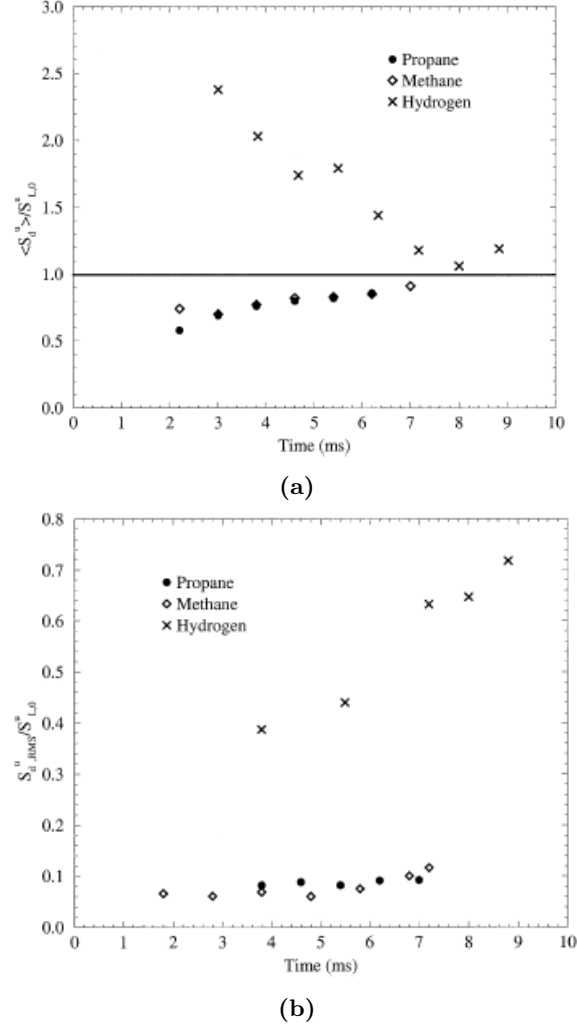 3.0
2.5
2.0
1.5
1.0
0.5
0.0
<S_d^u>/S^u_L,0
Propane
Methane
Hydrogen
0 1 2 3 4 5 6 7 8 9 10
Time (ms)
(a)
0.8
0.7
0.6
0.5
0.4
0.3
0.2
0.1
0.0
S_d^u,RMS/S^u_L,0
Propane
Methane
Hydrogen
0 1 2 3 4 5 6 7 8 9 10
Time (ms)
(b)